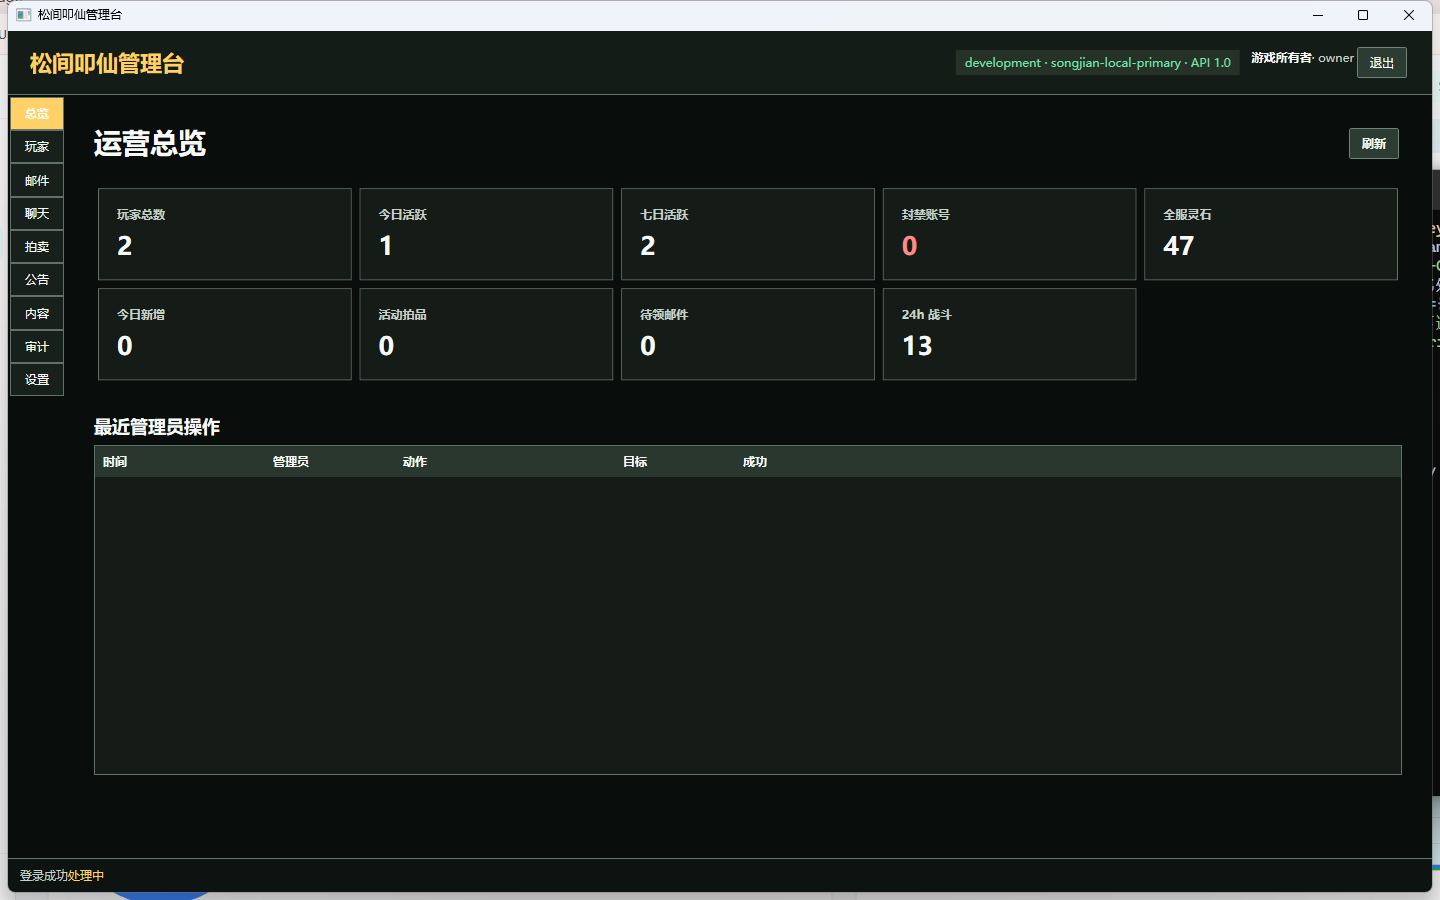 松间叩仙管理台
松间叩仙管理台
development · songjian-local-primary · API 1.0
游戏所有者· owner
退出
总览
玩家
邮件
聊天
拍卖
公告
内容
审计
设置
运营总览
刷新
玩家总数
2
今日活跃
1
七日活跃
2
封禁账号
0
全服灵石
47
今日新增
0
活动拍品
0
待领邮件
0
24h 战斗
13
最近管理员操作
时间 管理员 动作 目标 成功
登录成功处理中